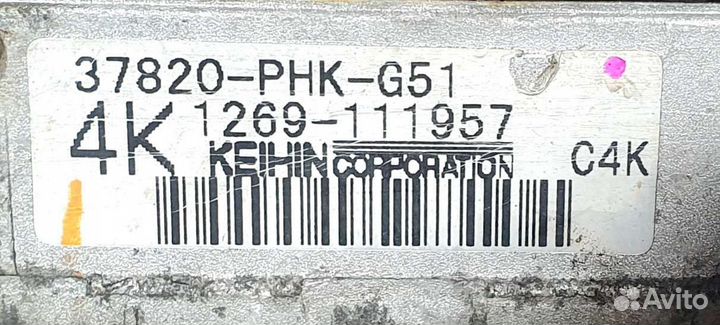 37820-PHK-G51
4K 1269-111957
KEIHIN CORPORATION C4K
Avito